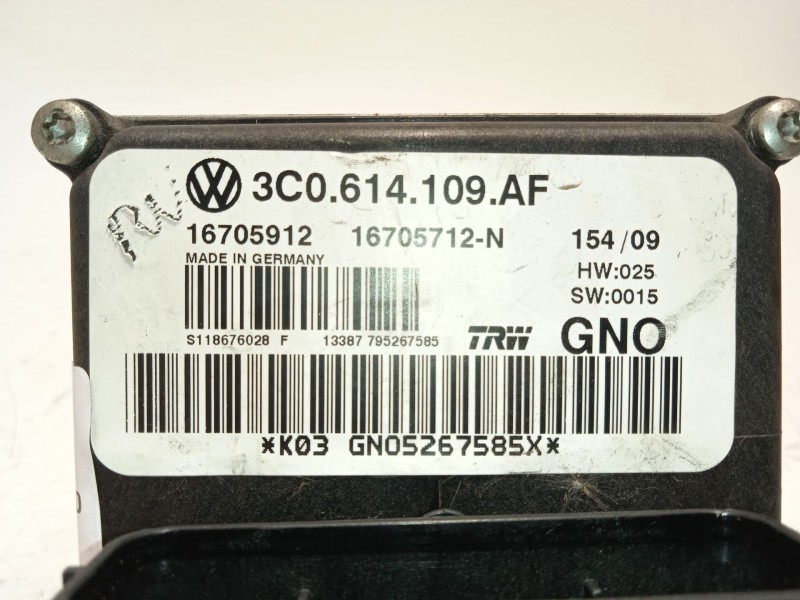 3C0.614.109.AF
16705912 16705712-N 154/09
MADE IN GERMANY HW:025
SW:0015
S118676028 F 13387 795267585 TRW GNO
*K03 GNO5267585X*